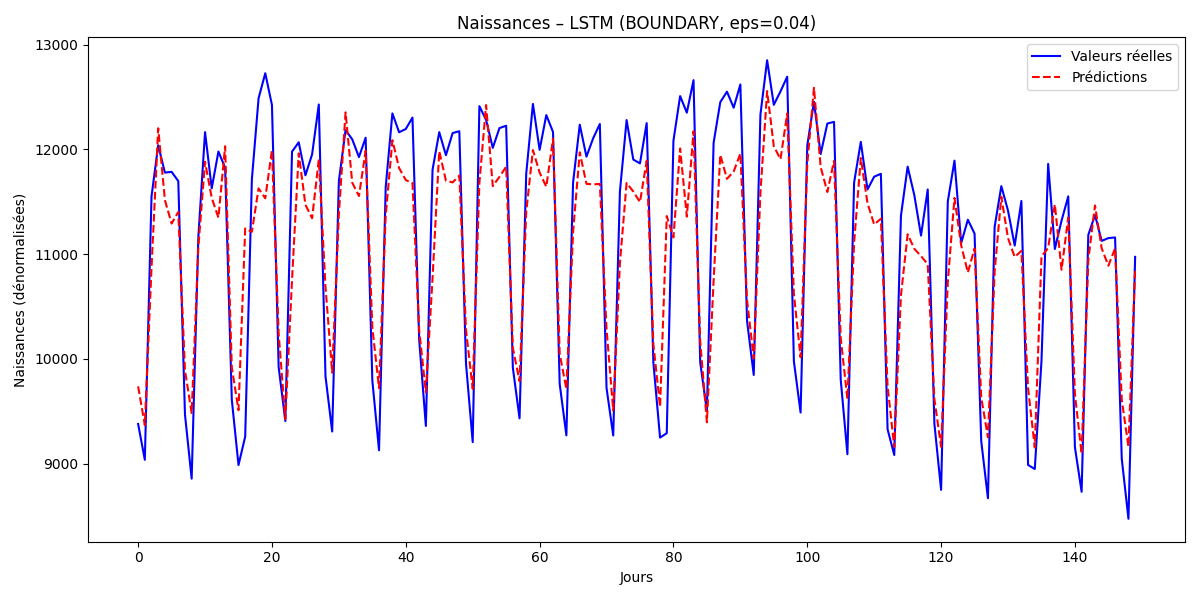 Naissances – LSTM (BOUNDARY, eps=0.04)
Valeurs réelles
Prédictions
Naissances (dénormalisées)
13000
12000
11000
10000
9000
0 20 40 60 80 100 120 140
Jours